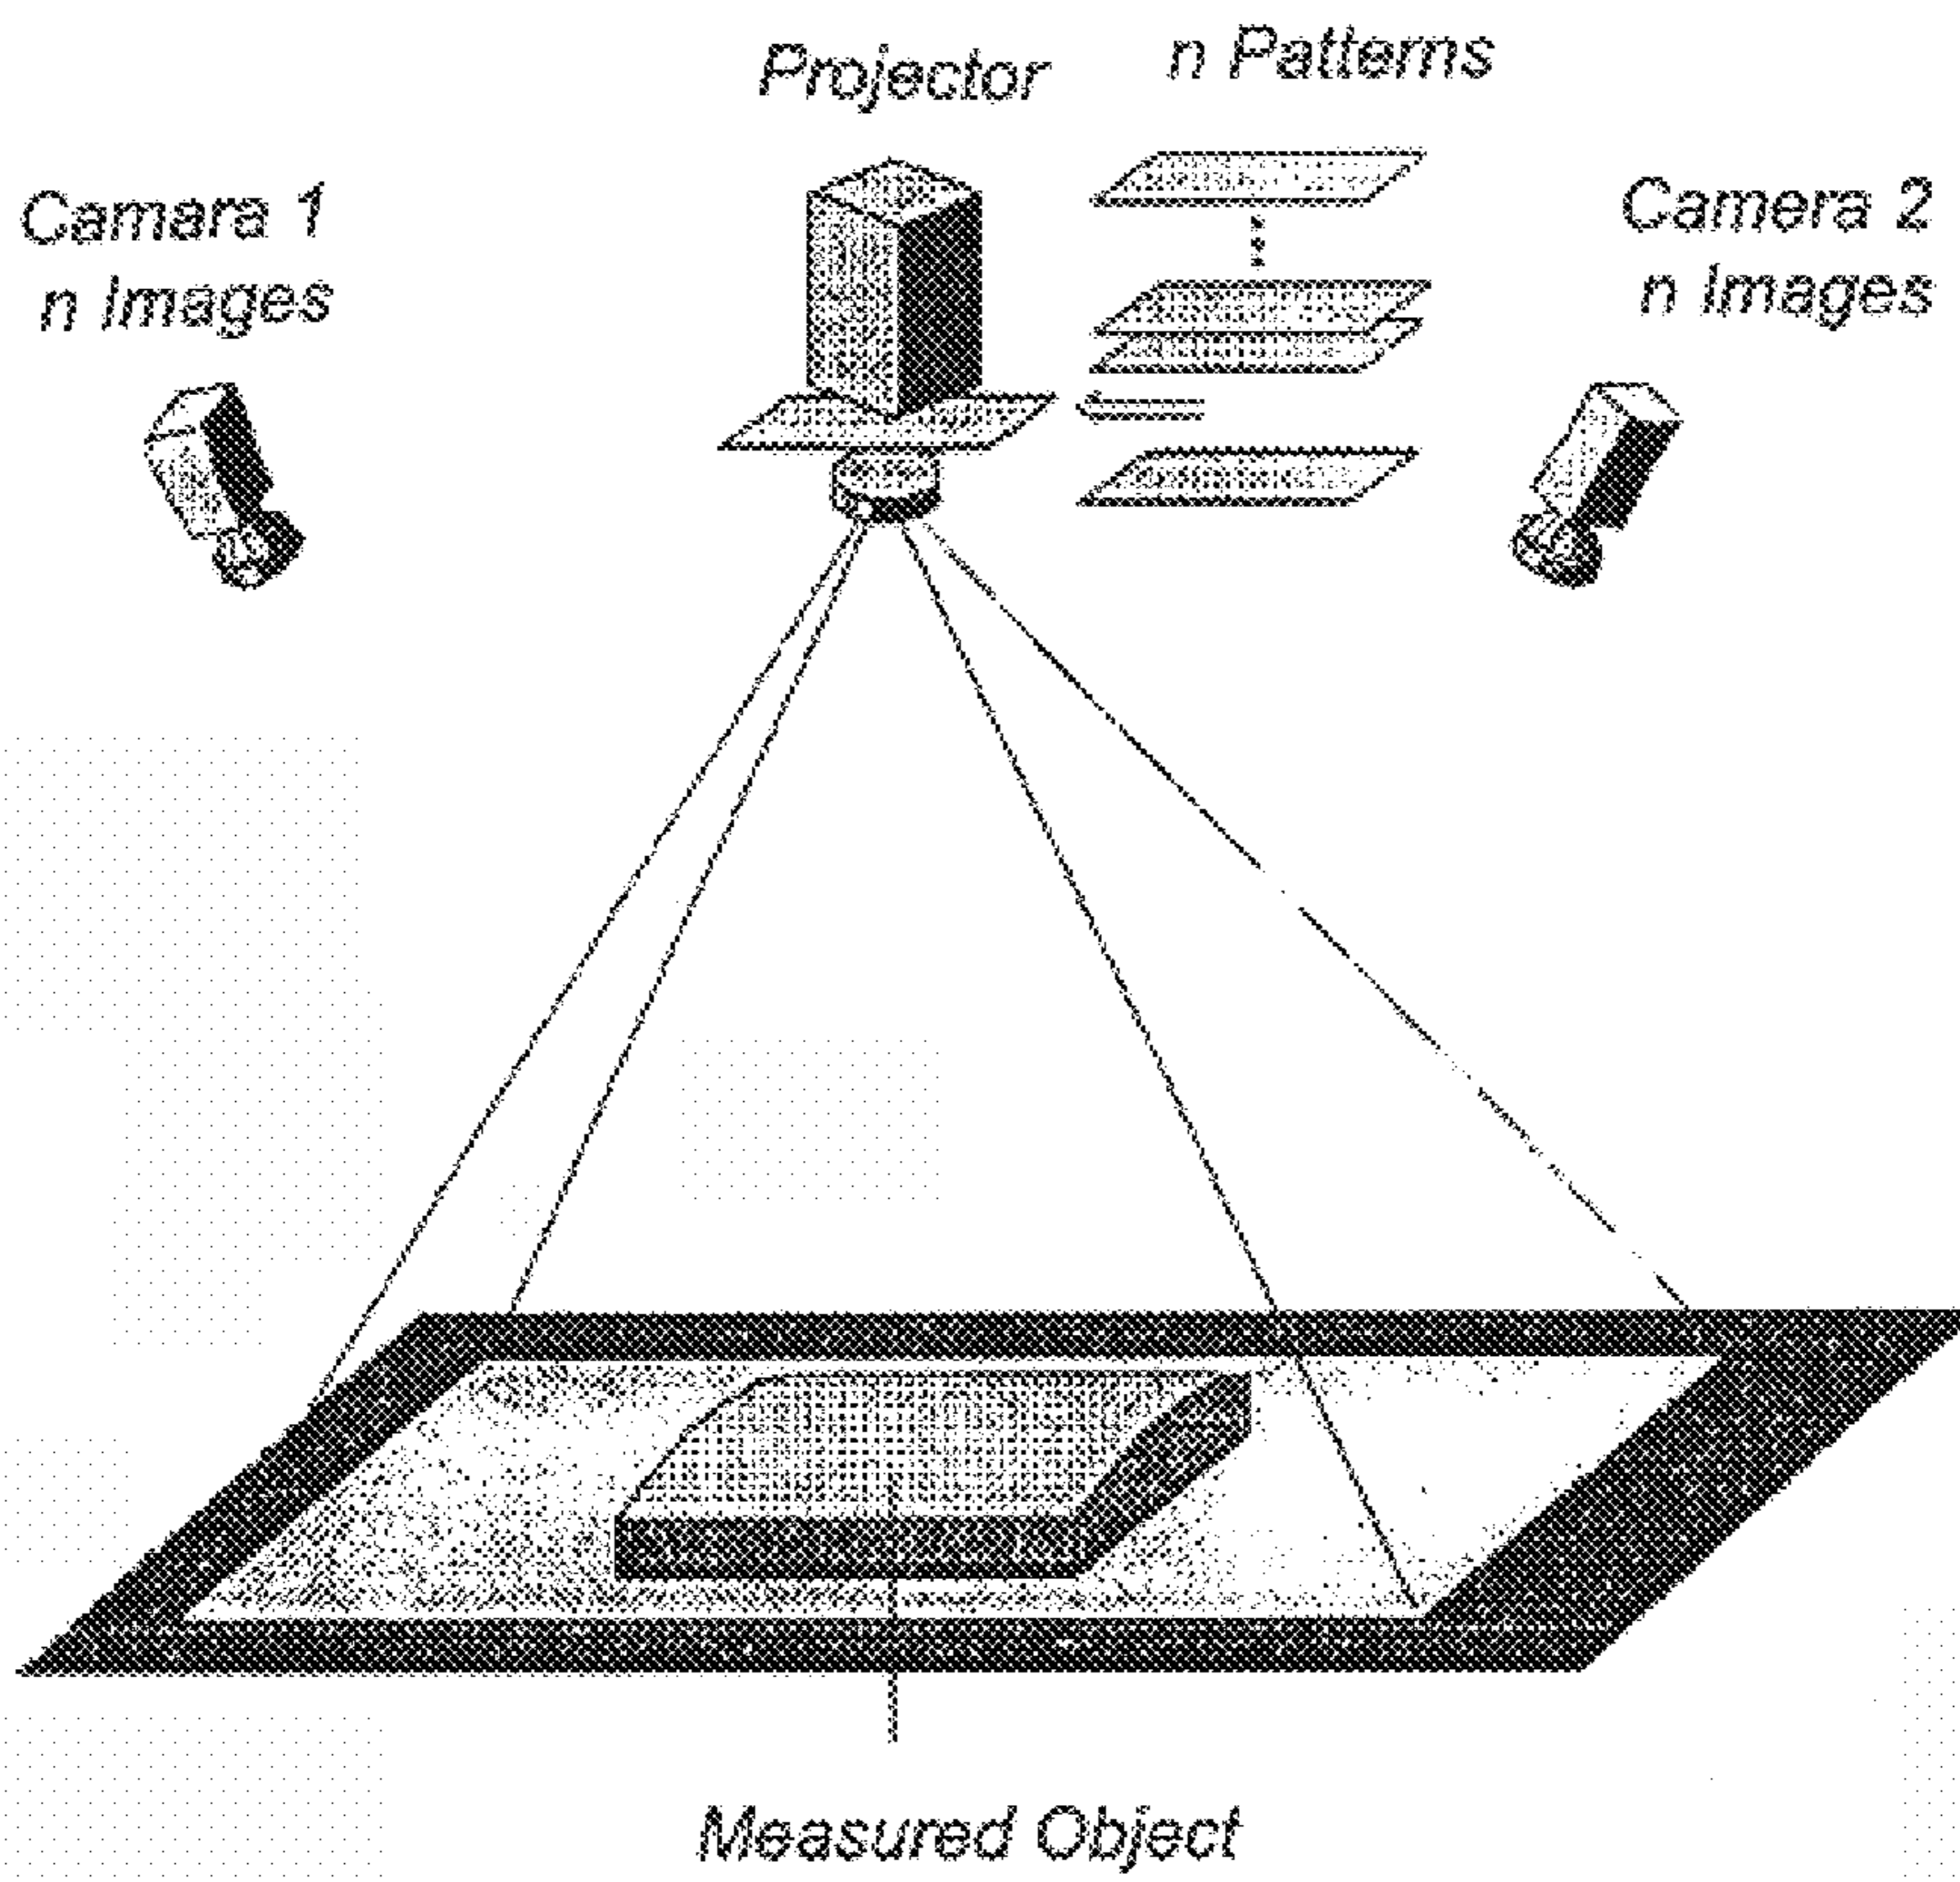 Projector
n Patterns
Camara 1
n Images
Camera 2
n Images
Measured Object